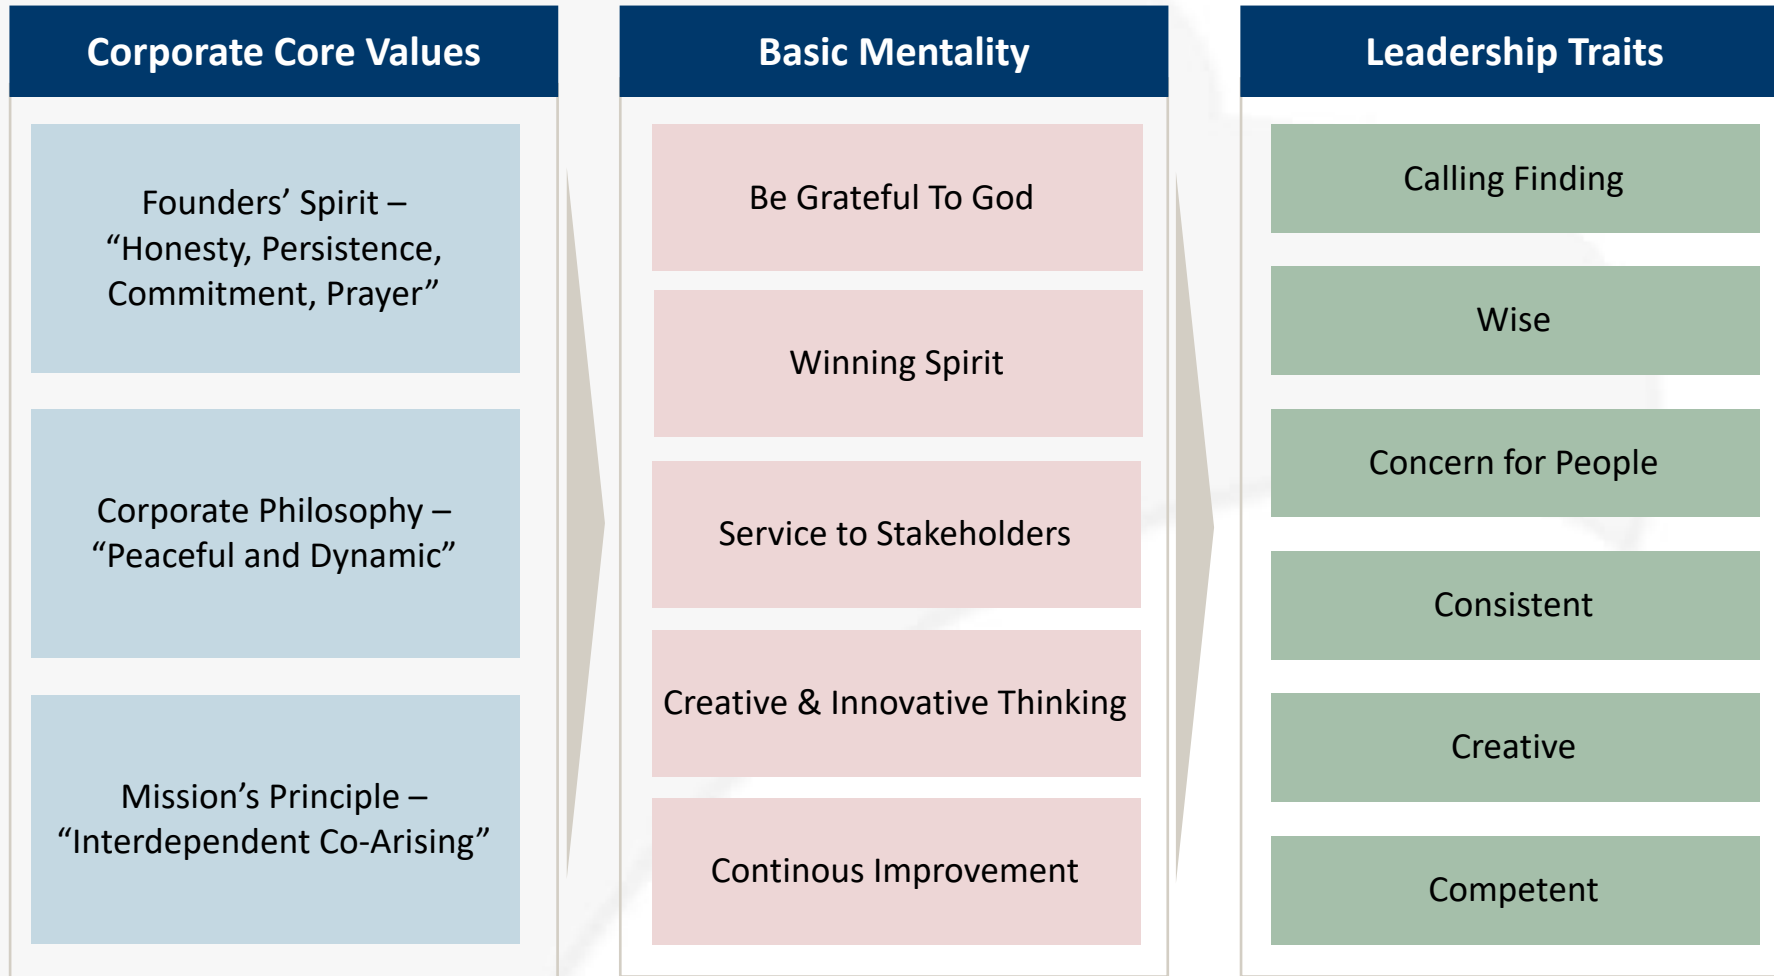 Corporate Core Values
Founders’ Spirit –
“Honesty, Persistence,
Commitment, Prayer”
Corporate Philosophy –
“Peaceful and Dynamic”
Mission’s Principle –
“Interdependent Co-Arising”
Basic Mentality
Be Grateful To God
Winning Spirit
Service to Stakeholders
Creative & Innovative Thinking
Continous Improvement
Leadership Traits
Calling Finding
Wise
Concern for People
Consistent
Creative
Competent